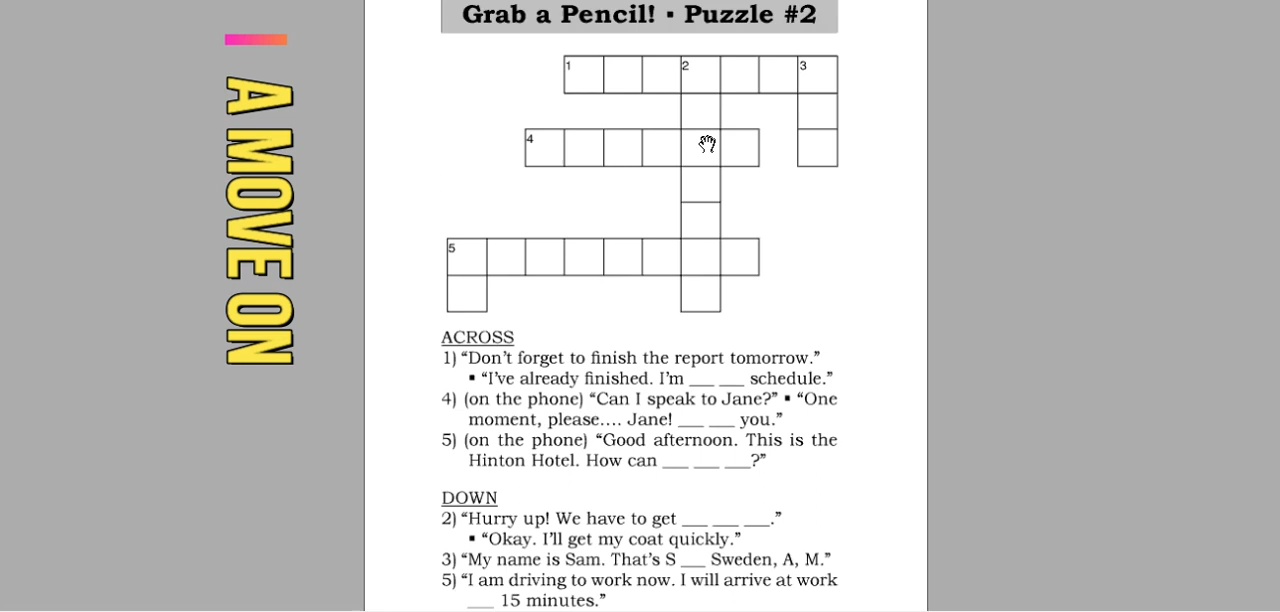 Grab a Pencil! ▪ Puzzle #2
A MOVE ON
1 2 3
4
5
ACROSS
1) “Don’t forget to finish the report tomorrow.”
▪ “I’ve already finished. I’m ___ ___ schedule.”
4) (on the phone) “Can I speak to Jane?” ▪ “One
moment, please.... Jane! ___ ___ you.”
5) (on the phone) “Good afternoon. This is the
Hinton Hotel. How can ___ ___ ___?”
DOWN
2) “Hurry up! We have to get ___ ___ ___.”
▪ “Okay. I’ll get my coat quickly.”
3) “My name is Sam. That’s S ___ Sweden, A, M.”
5) “I am driving to work now. I will arrive at work
___ 15 minutes.”